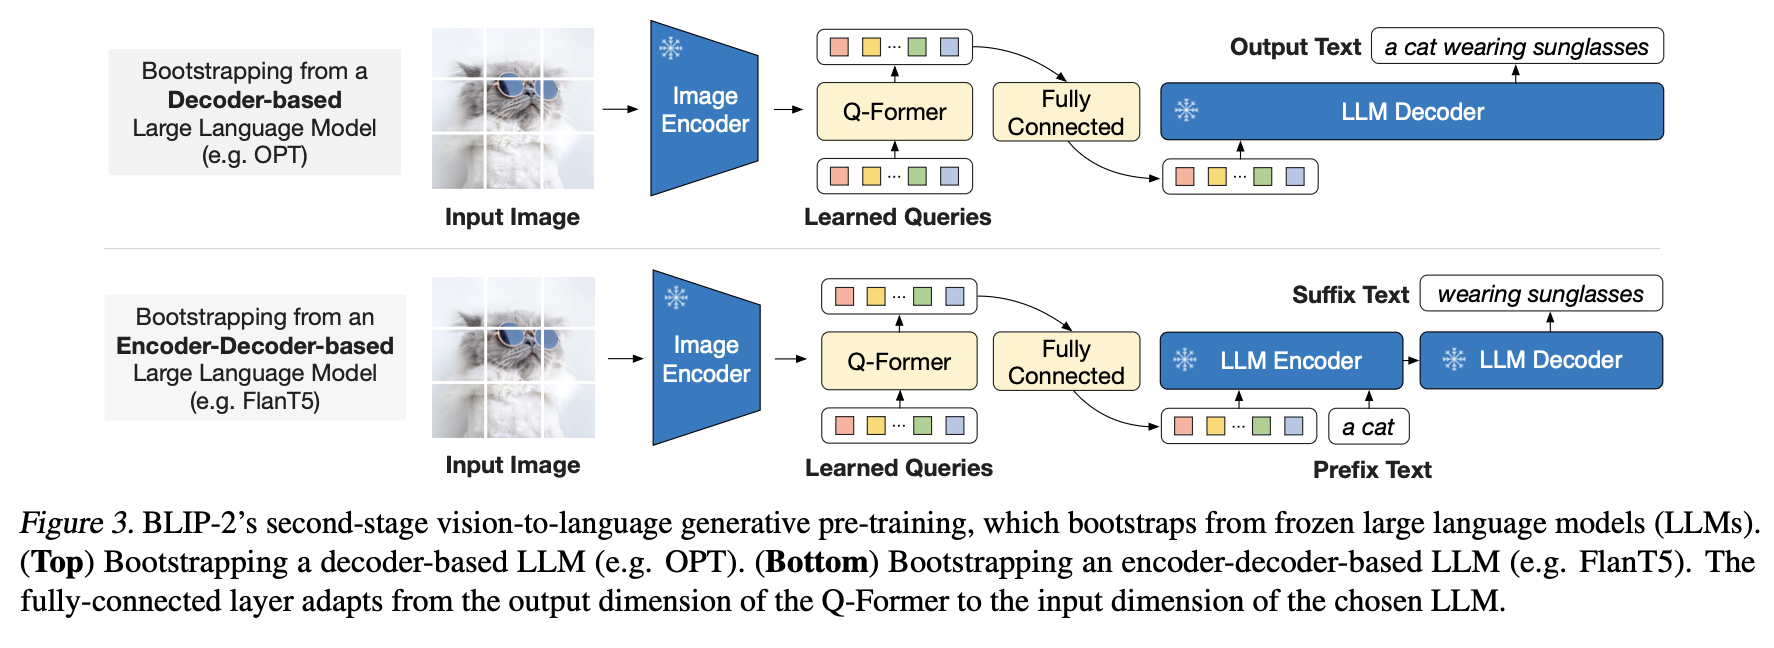 Bootstrapping from a
Decoder-based
Large Language Model
(e.g. OPT)
Input Image
Image
Encoder
Q-Former
Learned Queries
Fully
Connected
Output Text
a cat wearing sunglasses
LLM Decoder
Bootstrapping from an
Encoder-Decoder-based
Large Language Model
(e.g. FlanT5)
Input Image
Image
Encoder
Q-Former
Learned Queries
Fully
Connected
Suffix Text
wearing sunglasses
LLM Encoder
LLM Decoder
a cat
Prefix Text
Figure 3. BLIP-2’s second-stage vision-to-language generative pre-training, which bootstraps from frozen large language models (LLMs).
(Top) Bootstrapping a decoder-based LLM (e.g. OPT). (Bottom) Bootstrapping an encoder-decoder-based LLM (e.g. FlanT5). The
fully-connected layer adapts from the output dimension of the Q-Former to the input dimension of the chosen LLM.